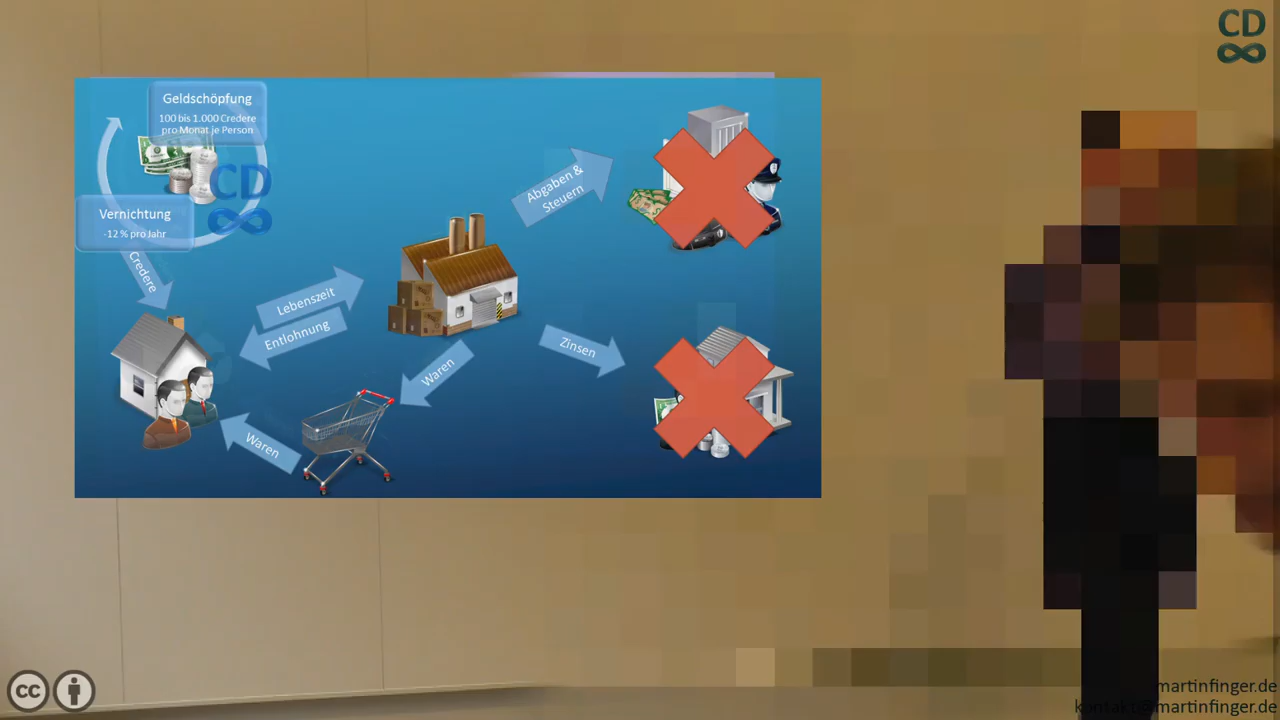 CD
Geldschöpfung
100 bis 1.000 Credere
pro Monat je Person
CD
Vernichtung
-12 % pro Jahr
Credere
Lebenszeit
Entlohnung
Abgaben &
Steuern
Zinsen
Waren
Waren
cc
martinfinger.de
martinfinger.de